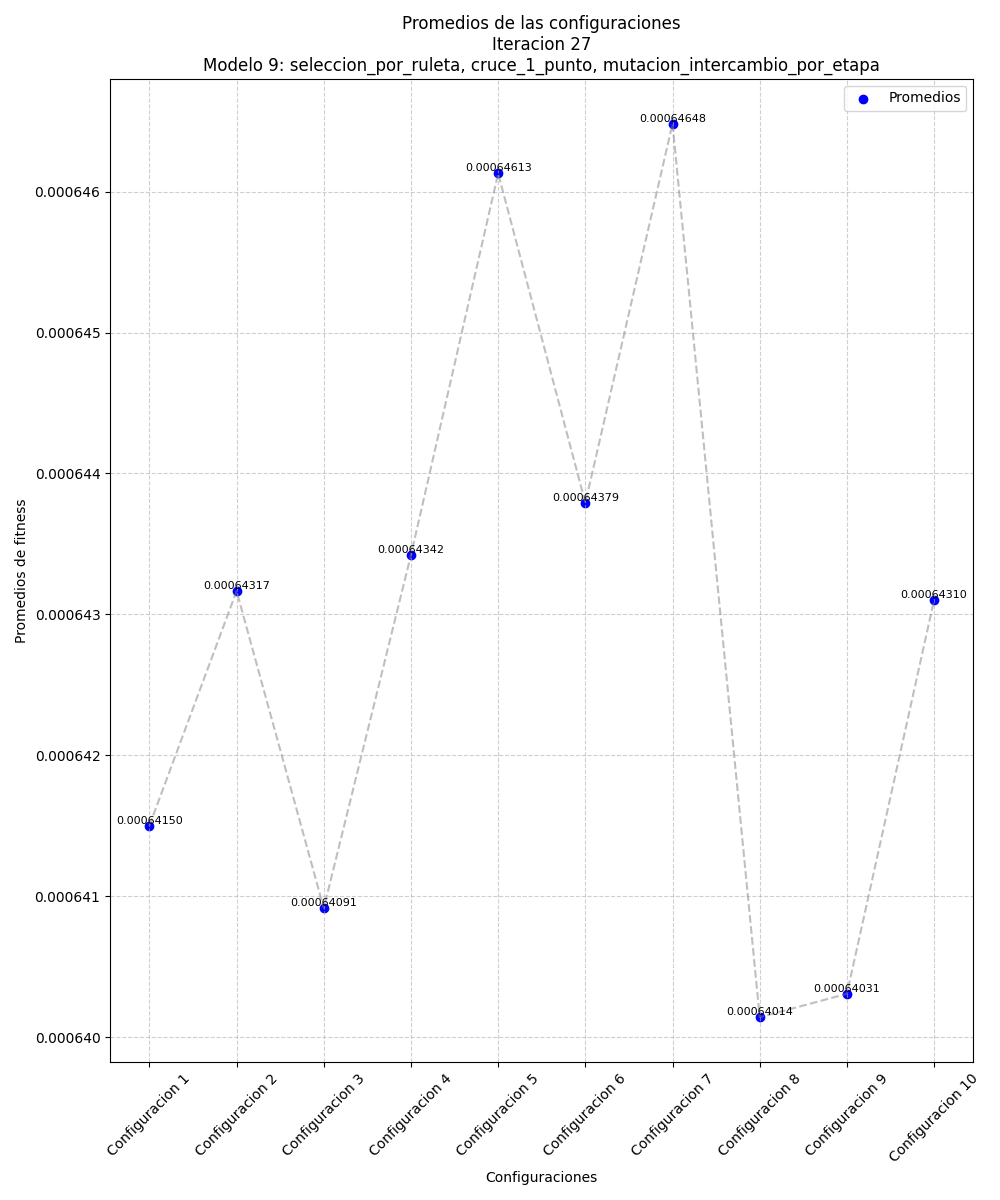 Promedios de las configuraciones
Iteracion 27
Modelo 9: seleccion_por_ruleta, cruce_1_punto, mutacion_intercambio_por_etapa
Promedios
0.00064648
0.00064613
0.000646
0.000645
0.000644
0.00064379
0.00064342
0.00064317
0.00064310
0.000643
0.000642
0.00064150
0.000641
0.00064091
0.00064031
0.00064014
0.000640
Promedios de fitness
Configuracion 1
Configuracion 2
Configuracion 3
Configuracion 4
Configuracion 5
Configuracion 6
Configuracion 7
Configuracion 8
Configuracion 9
Configuracion 10
Configuraciones